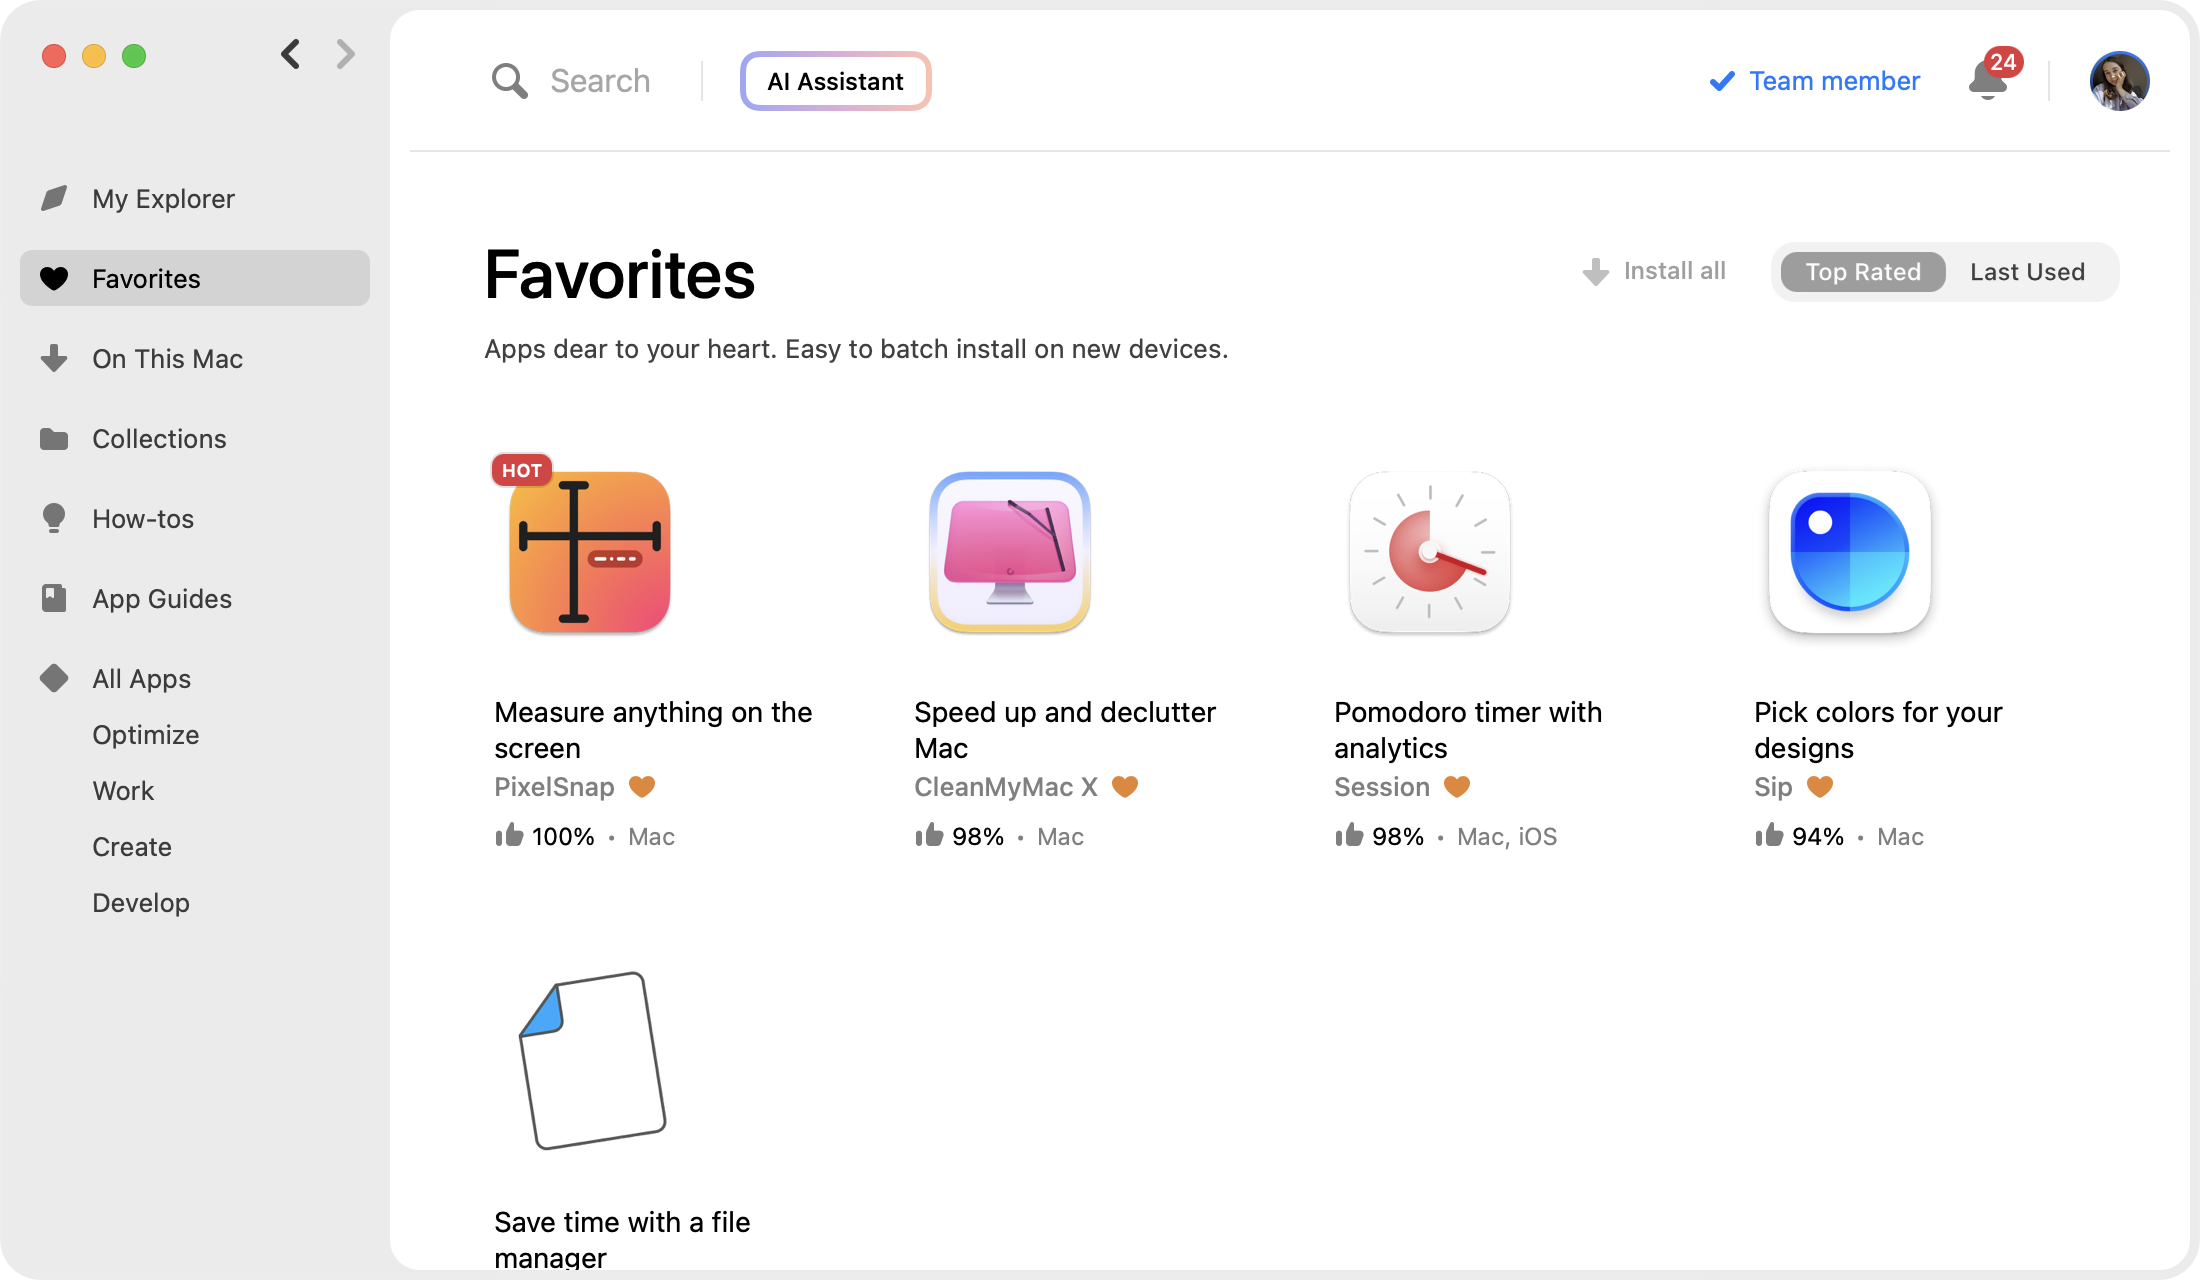 Search
AI Assistant
Team member
24
My Explorer
Favorites
On This Mac
Collections
How-tos
App Guides
All Apps
Optimize
Work
Create
Develop
Favorites
Install all
Top Rated
Last Used
Apps dear to your heart. Easy to batch install on new devices.
HOT
Measure anything on the
screen
PixelSnap
100% • Mac
Speed up and declutter
Mac
CleanMyMac X
98% • Mac
Pomodoro timer with
analytics
Session
98% • Mac, iOS
Pick colors for your
designs
Sip
94% • Mac
Save time with a file
manager